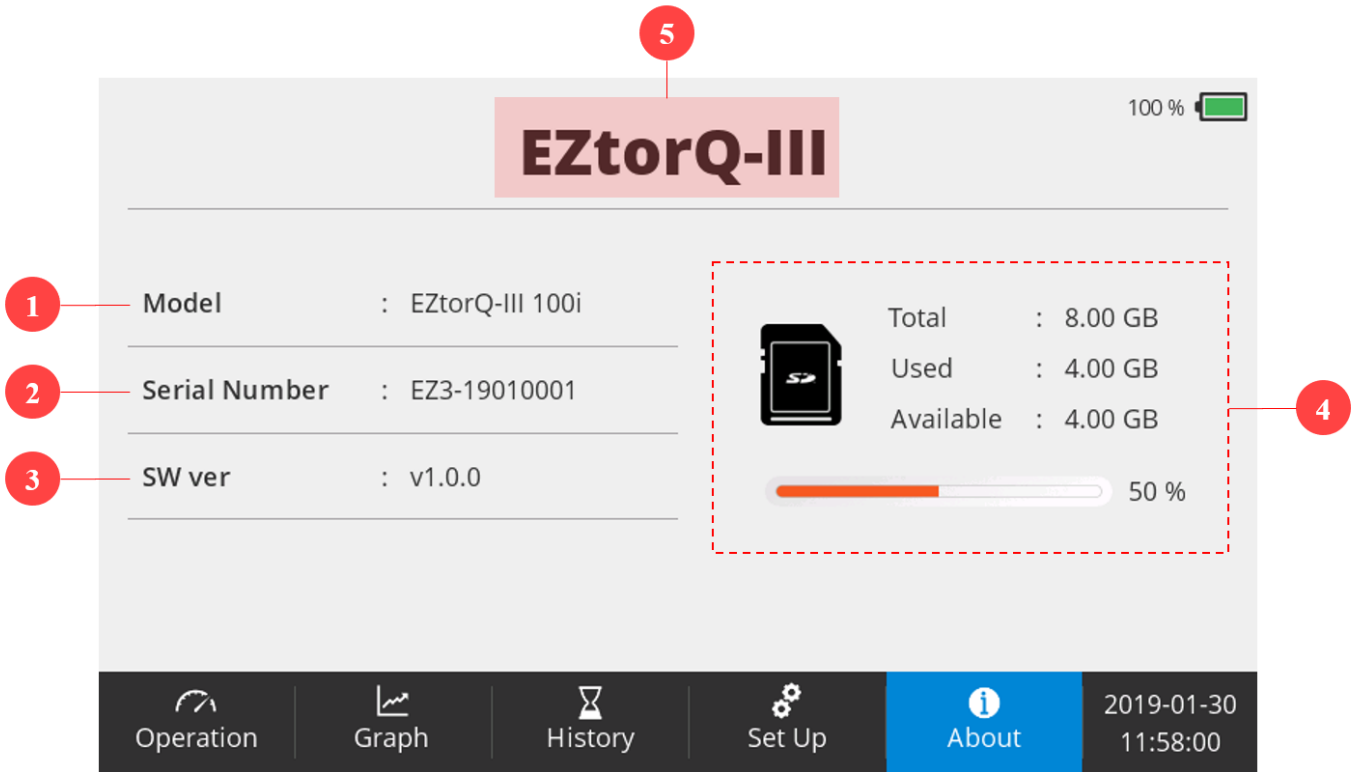 5
100 %
EZtorQ-III
1
Model : EZtorQ-III 100i
2
Serial Number : EZ3-19010001
3
SW ver : v1.0.0
SD
Total : 8.00 GB
Used : 4.00 GB
Available : 4.00 GB
50 %
4
Operation
Graph
History
Set Up
About
2019-01-30
11:58:00